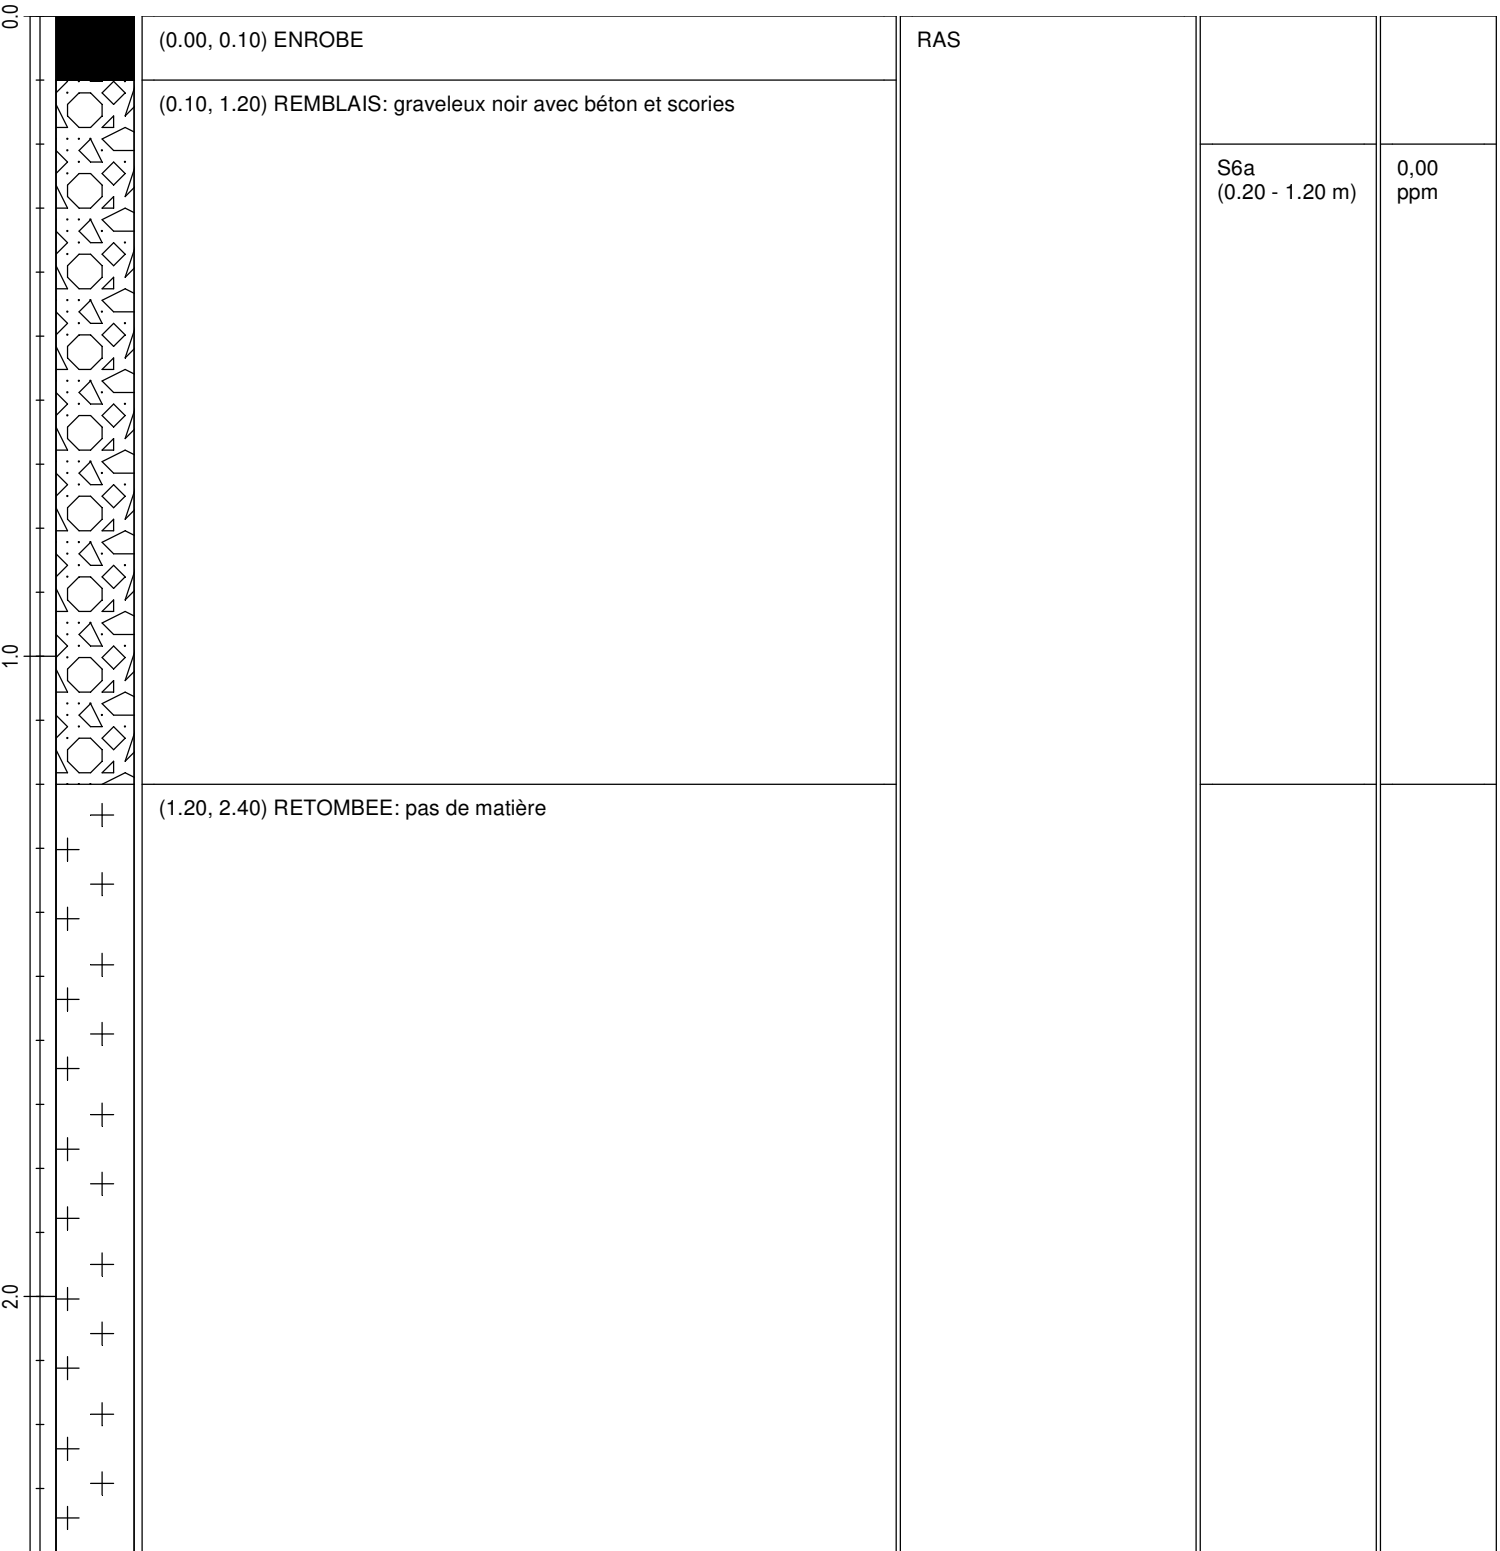 0.0
(0.00, 0.10) ENROBE
RAS
(0.10, 1.20) REMBLAIS: graveleux noir avec béton et scories
S6a
(0.20 - 1.20 m)
0,00
ppm
1.0
(1.20, 2.40) RETOMBEE: pas de matière
2.0